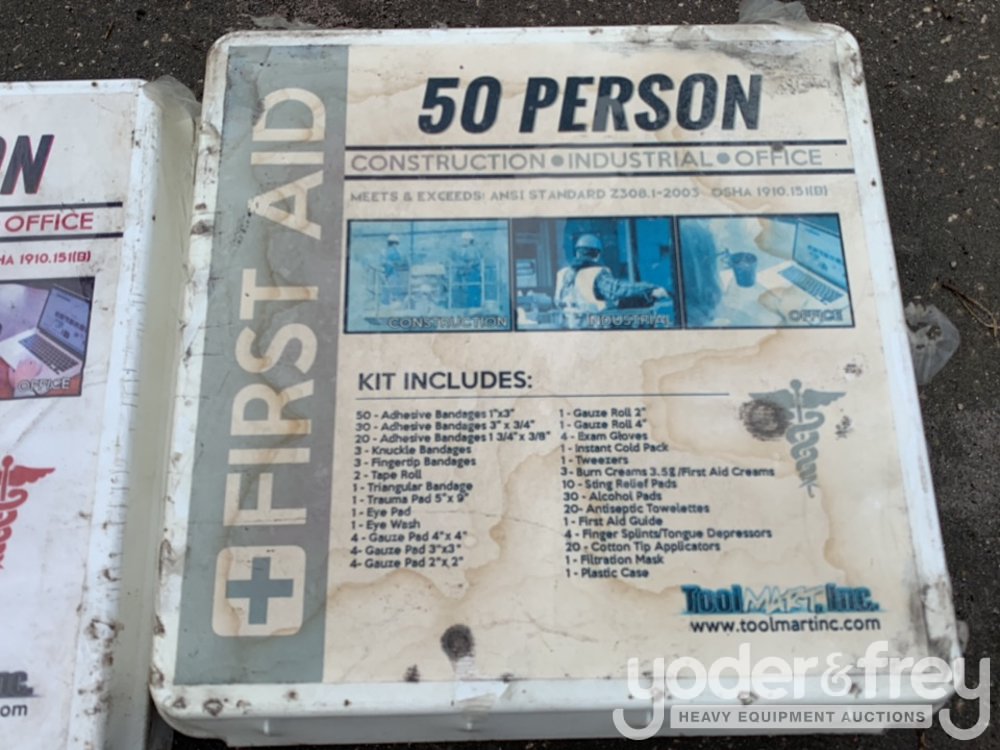 N
OFFICE
HA 1910.151(B)
OFFICE
nc.
om
FIRST AID
50 PERSON
CONSTRUCTION • INDUSTRIAL • OFFICE
MEETS & EXCEEDS: ANSI STANDARD Z308.1-2003 OSHA 1910.151(B)
CONSTRUCTION
INDUSTRIAL
OFFICE
KIT INCLUDES:
50 - Adhesive Bandages 1"x3"
30 - Adhesive Bandages 3" x 3/4"
20 - Adhesive Bandages 1 3/4" x 3/8"
3 - Knuckle Bandages
3 - Fingertip Bandages
2 - Tape Roll
1 - Triangular Bandage
1 - Trauma Pad 5" x 9"
1 - Eye Pad
1 - Eye Wash
4 - Gauze Pad 4"x 4"
4- Gauze Pad 3"x3"
4- Gauze Pad 2"x 2"
1 - Gauze Roll 2"
1 - Gauze Roll 4"
4 - Exam Gloves
1 - Instant Cold Pack
1 - Tweezers
3- Burn Creams 3.5g/First Aid Creams
10 - Sting Relief Pads
30 - Alcohol Pads
20- Antiseptic Towelettes
1 - First Aid Guide
4 - Finger Splints/Tongue Depressors
20 - Cotton Tip Applicators
1 - Filtration Mask
1 - Plastic Case
ToolMART, Inc.
www.toolmartinc.com
yoder&frey
HEAVY EQUIPMENT AUCTIONS